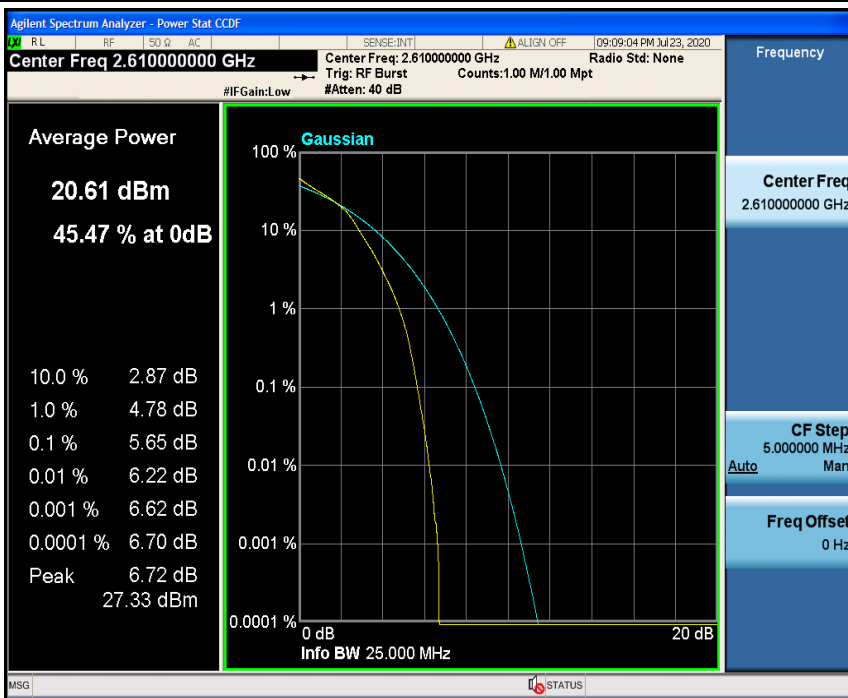 Agilent Spectrum Analyzer - Power Stat CCDF
LXI RL RF 50 Ω AC SENSE:INT ALIGN OFF 09:09:04 PM Jul 23, 2020
Center Freq 2.610000000 GHz
Center Freq: 2.610000000 GHz Radio Std: None
Trig: RF Burst Counts:1.00 M/1.00 Mpt
#IFGain:Low #Atten: 40 dB
Frequency
Center Freq
2.610000000 GHz
CF Step
5.000000 MHz
Auto Man
Freq Offset
0 Hz
Average Power
20.61 dBm
45.47 % at 0dB
10.0 % 2.87 dB
1.0 % 4.78 dB
0.1 % 5.65 dB
0.01 % 6.22 dB
0.001 % 6.62 dB
0.0001 % 6.70 dB
Peak 6.72 dB
27.33 dBm
Gaussian
100 %
10 %
1 %
0.1 %
0.01 %
0.001 %
0.0001 %
0 dB 20 dB
Info BW 25.000 MHz
MSG STATUS